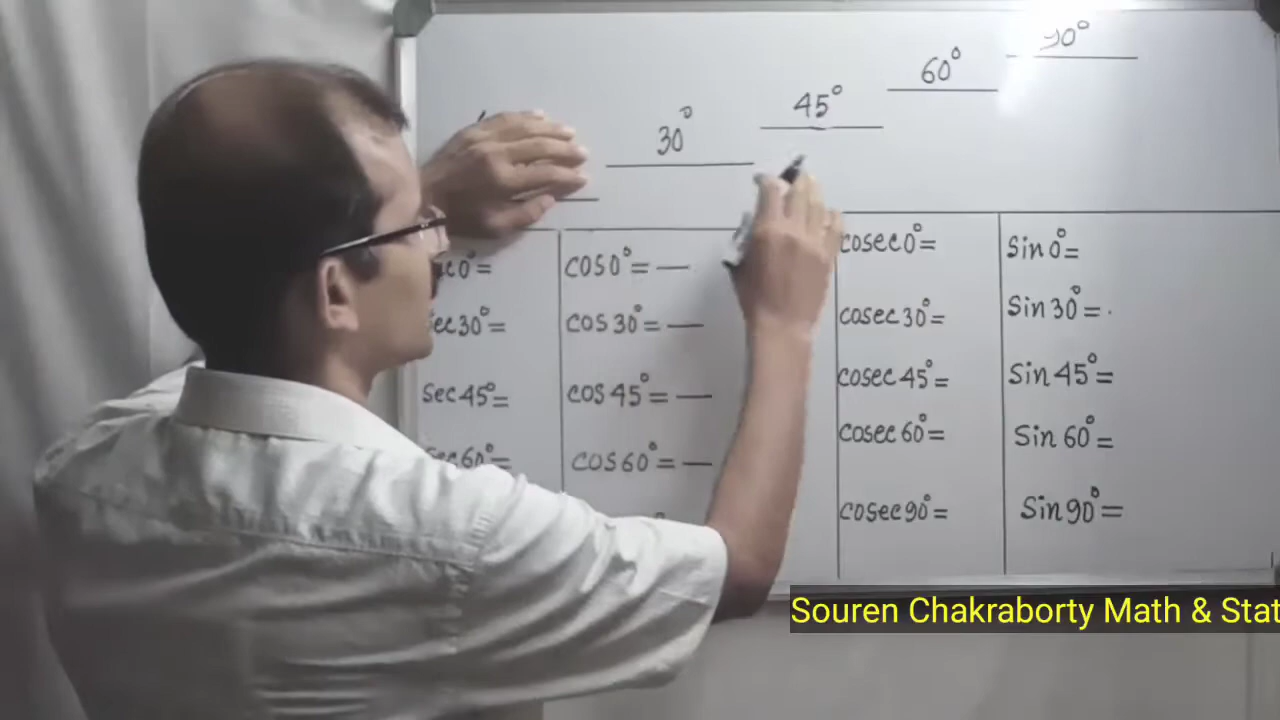 30°
45°
60°
90°
sec 30°=
sec 45°=
sec 60°=
cos 0°= —
cos 30°= —
cos 45°= —
cos 60°= —
cosec 0°=
cosec 30°=
cosec 45°=
cosec 60°=
cosec 90°=
Sin 0°=
Sin 30°=
Sin 45°=
Sin 60°=
Sin 90°=
Souren Chakraborty Math & Stat